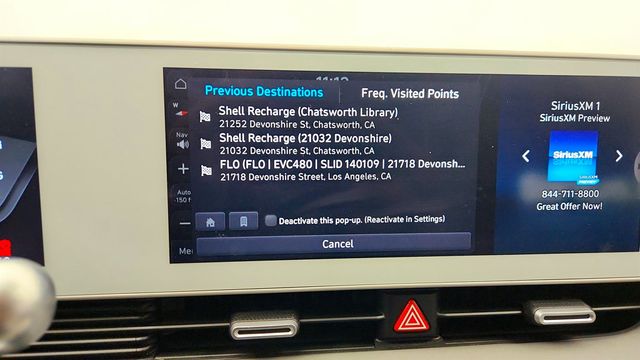 Previous Destinations
Freq. Visited Points
Shell Recharge (Chatsworth Library)
21252 Devonshire St, Chatsworth, CA
Shell Recharge (21032 Devonshire)
21032 Devonshire St, Chatsworth, CA
FLO (FLO | EVC480 | SLID 140109 | 21718 Devonsh...
21718 Devonshire Street, Los Angeles, CA
Deactivate this pop-up. (Reactivate in Settings)
Cancel
W
Nav
Auto
Me
SiriusXM 1
SiriusXM Preview
SiriusXM
844-711-8800
Great Offer Now!